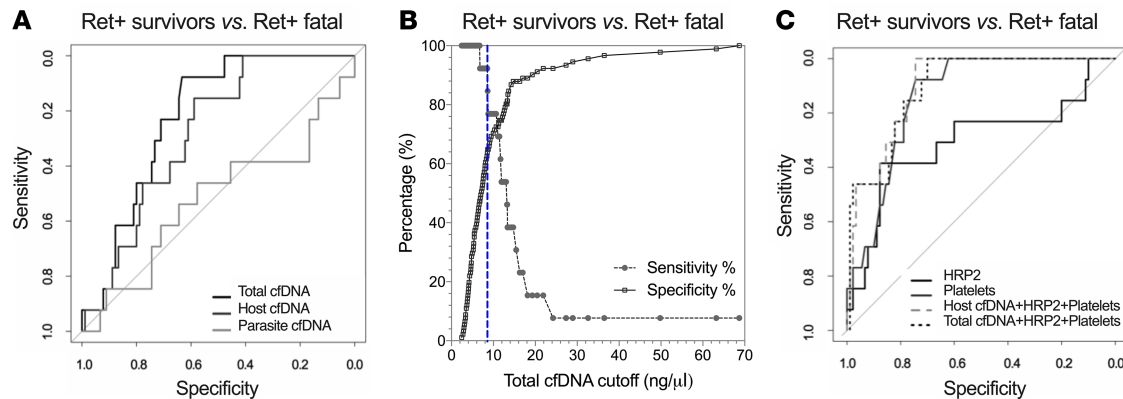 A
Ret+ survivors vs. Ret+ fatal
Sensitivity
0.0
0.2
0.4
0.6
0.8
1.0
1.0
0.8
0.6
0.4
0.2
0.0
Specificity
Total cfDNA
Host cfDNA
Parasite cfDNA
B
Ret+ survivors vs. Ret+ fatal
Percentage (%)
100
80
60
40
20
0
0
10
20
30
40
50
60
70
Total cfDNA cutoff (ng/µl)
Sensitivity %
Specificity %
C
Ret+ survivors vs. Ret+ fatal
Sensitivity
0.0
0.2
0.4
0.6
0.8
1.0
1.0
0.8
0.6
0.4
0.2
0.0
Specificity
HRP2
Platelets
Host cfDNA+HRP2+Platelets
Total cfDNA+HRP2+Platelets